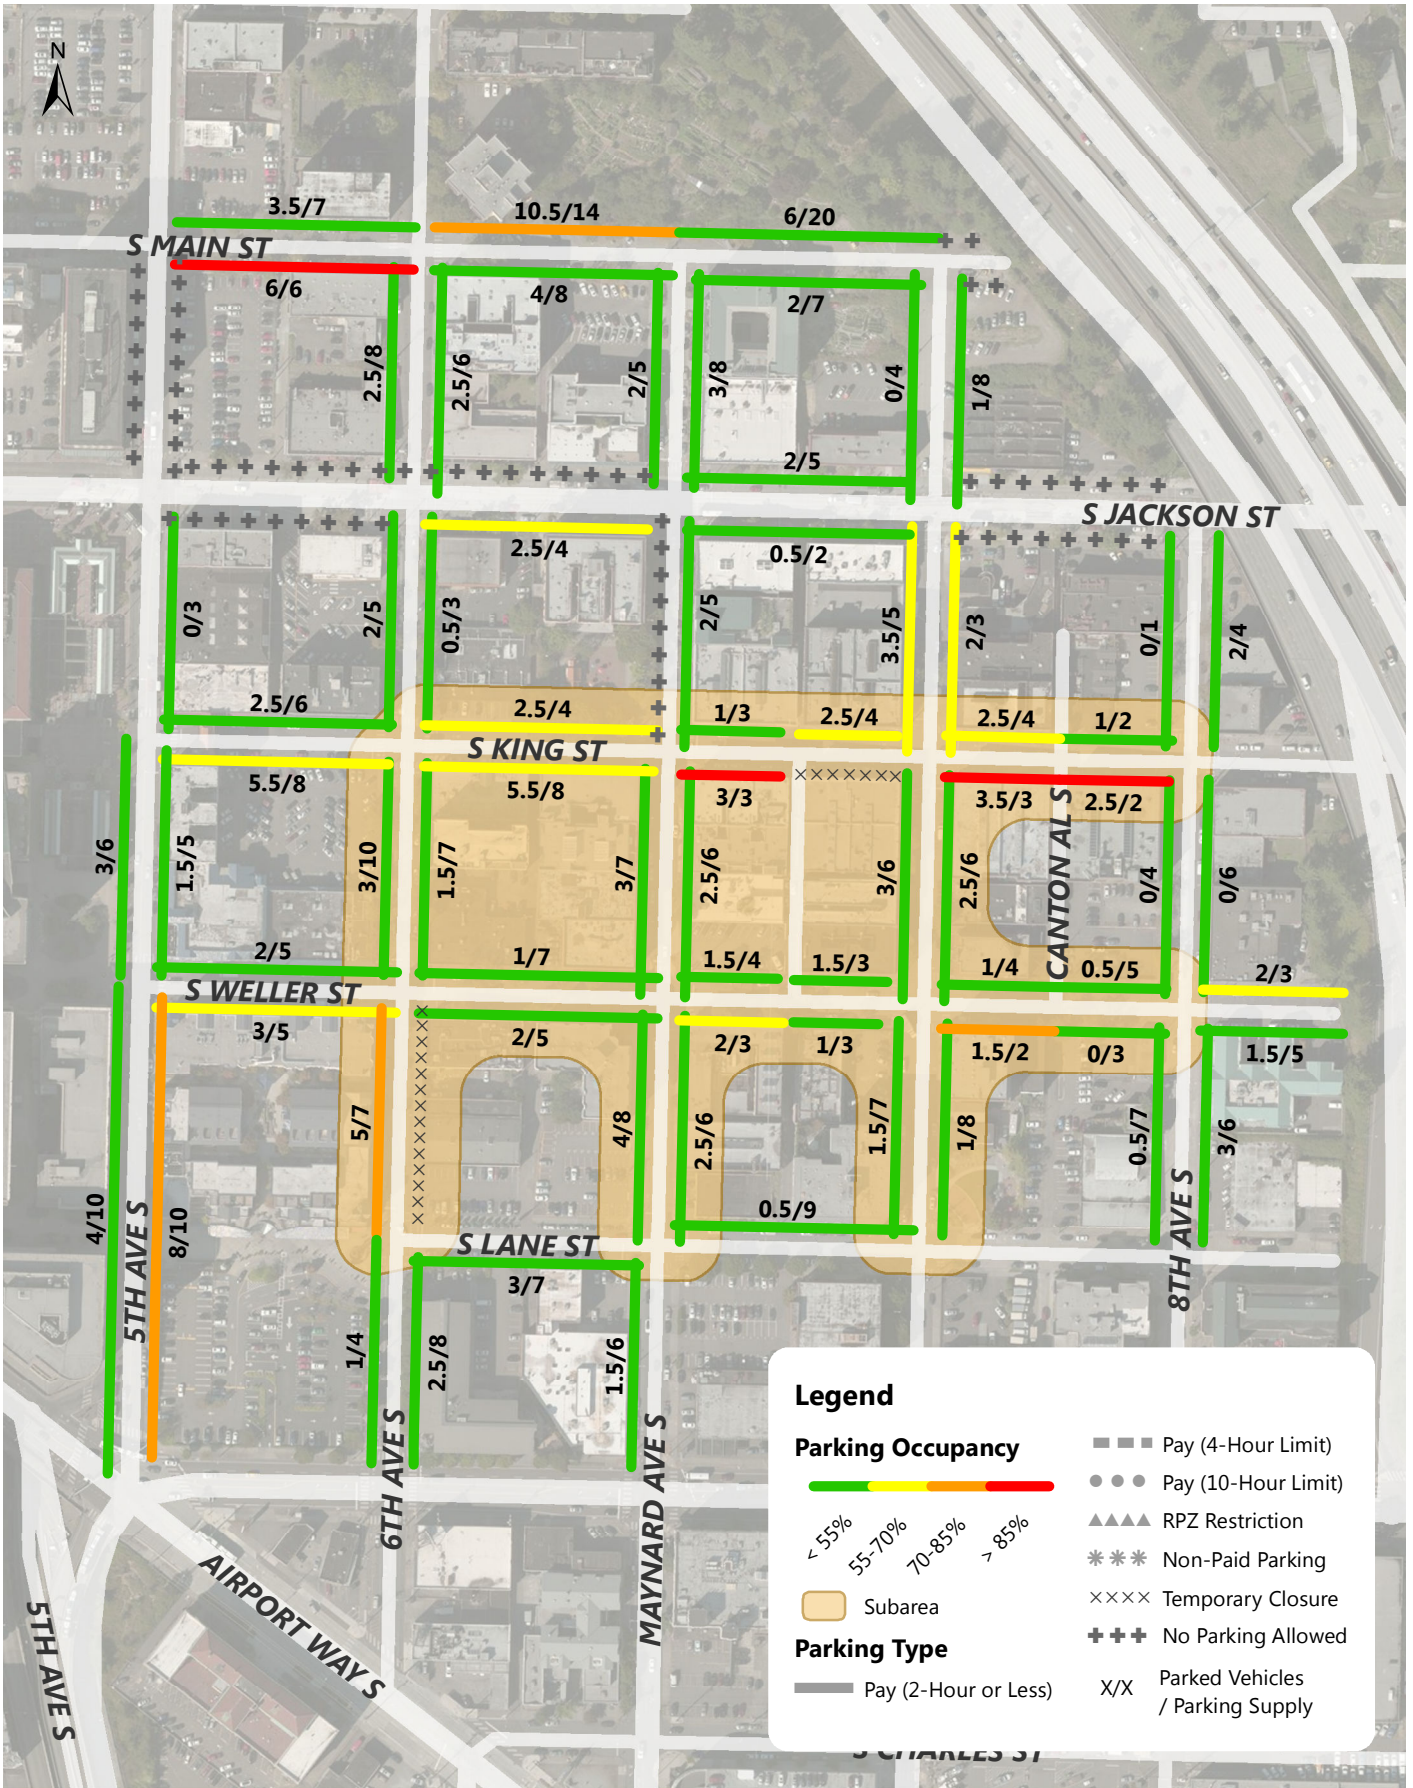 N
3.5/7
10.5/14
6/20
S MAIN ST
6/6
4/8
2/7
2.5/8
2.5/6
2/5
3/8
0/4
1/8
2/5
S JACKSON ST
2.5/4
0.5/2
0/3
2/5
0.5/3
2/5
3.5/5
2/3
0/1
2/4
2.5/6
2.5/4
1/3
2.5/4
2.5/4
1/2
S KING ST
5.5/8
5.5/8
3/3
3.5/3
2.5/2
3/6
1.5/5
3/10
1.5/7
3/7
2.5/6
3/6
2.5/6
CANTON AL S
0/4
0/6
2/5
1/7
1.5/4
1.5/3
1/4
0.5/5
2/3
S WELLER ST
3/5
2/5
2/3
1/3
1.5/2
0/3
1.5/5
5/7
4/8
2.5/6
1.5/7
1/8
0.5/7
3/6
4/10
5TH AVE S
8/10
0.5/9
8TH AVE S
S LANE ST
3/7
1/4
2.5/8
1.5/6
6TH AVE S
MAYNARD AVE S
AIRPORT WAY S
5TH AVE S
Legend
Parking Occupancy
< 55%
55-70%
70-85%
> 85%
Subarea
Parking Type
Pay (2-Hour or Less)
Pay (4-Hour Limit)
Pay (10-Hour Limit)
RPZ Restriction
Non-Paid Parking
Temporary Closure
No Parking Allowed
X/X
Parked Vehicles
/ Parking Supply
S CHARLES ST